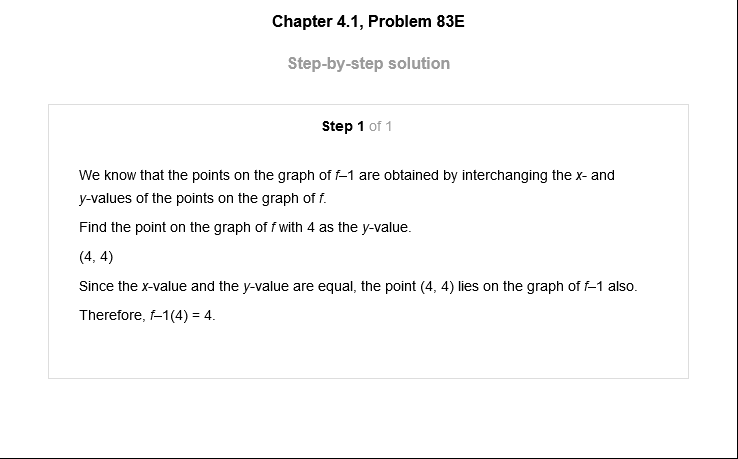 Chapter 4.1, Problem 83E
Step-by-step solution
Step 1 of 1
We know that the points on the graph of f–1 are obtained by interchanging the x- and
y-values of the points on the graph of f.
Find the point on the graph of f with 4 as the y-value.
(4, 4)
Since the x-value and the y-value are equal, the point (4, 4) lies on the graph of f–1 also.
Therefore, f–1(4) = 4.